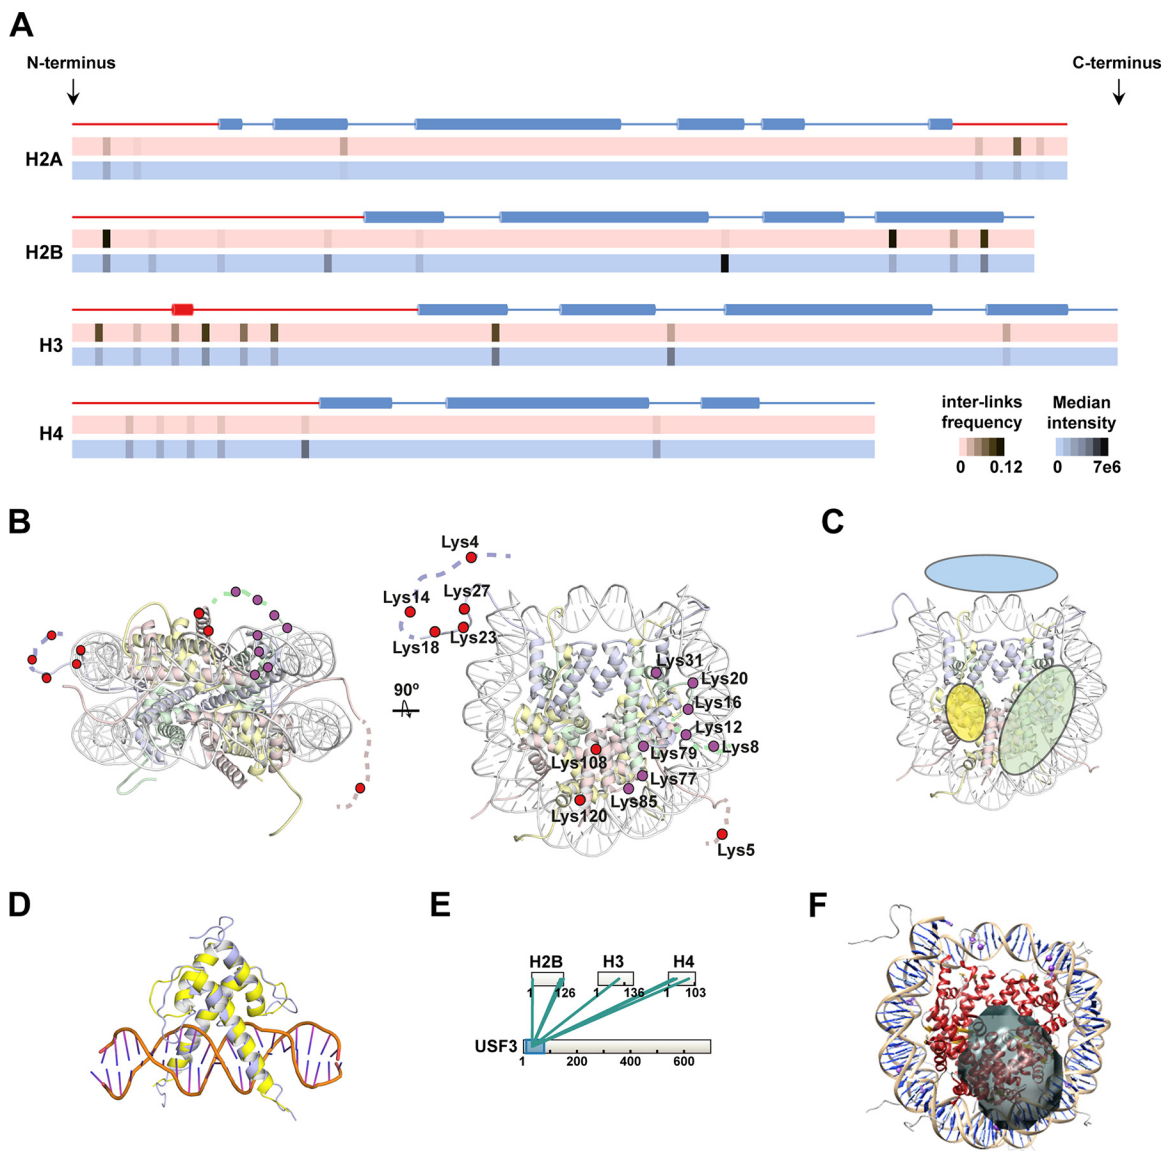 A
N-terminus
C-terminus
H2A
H2B
H3
H4
inter-links
frequency
0 0.12
Median
intensity
0 7e6
B
90º
Lys4
Lys14
Lys27
Lys18
Lys23
Lys31
Lys20
Lys16
Lys12
Lys8
Lys79
Lys108
Lys77
Lys85
Lys120
Lys5
C
D
E
H2B H3 H4
1 126 1 136 1 103
USF3
1 200 400 600
F